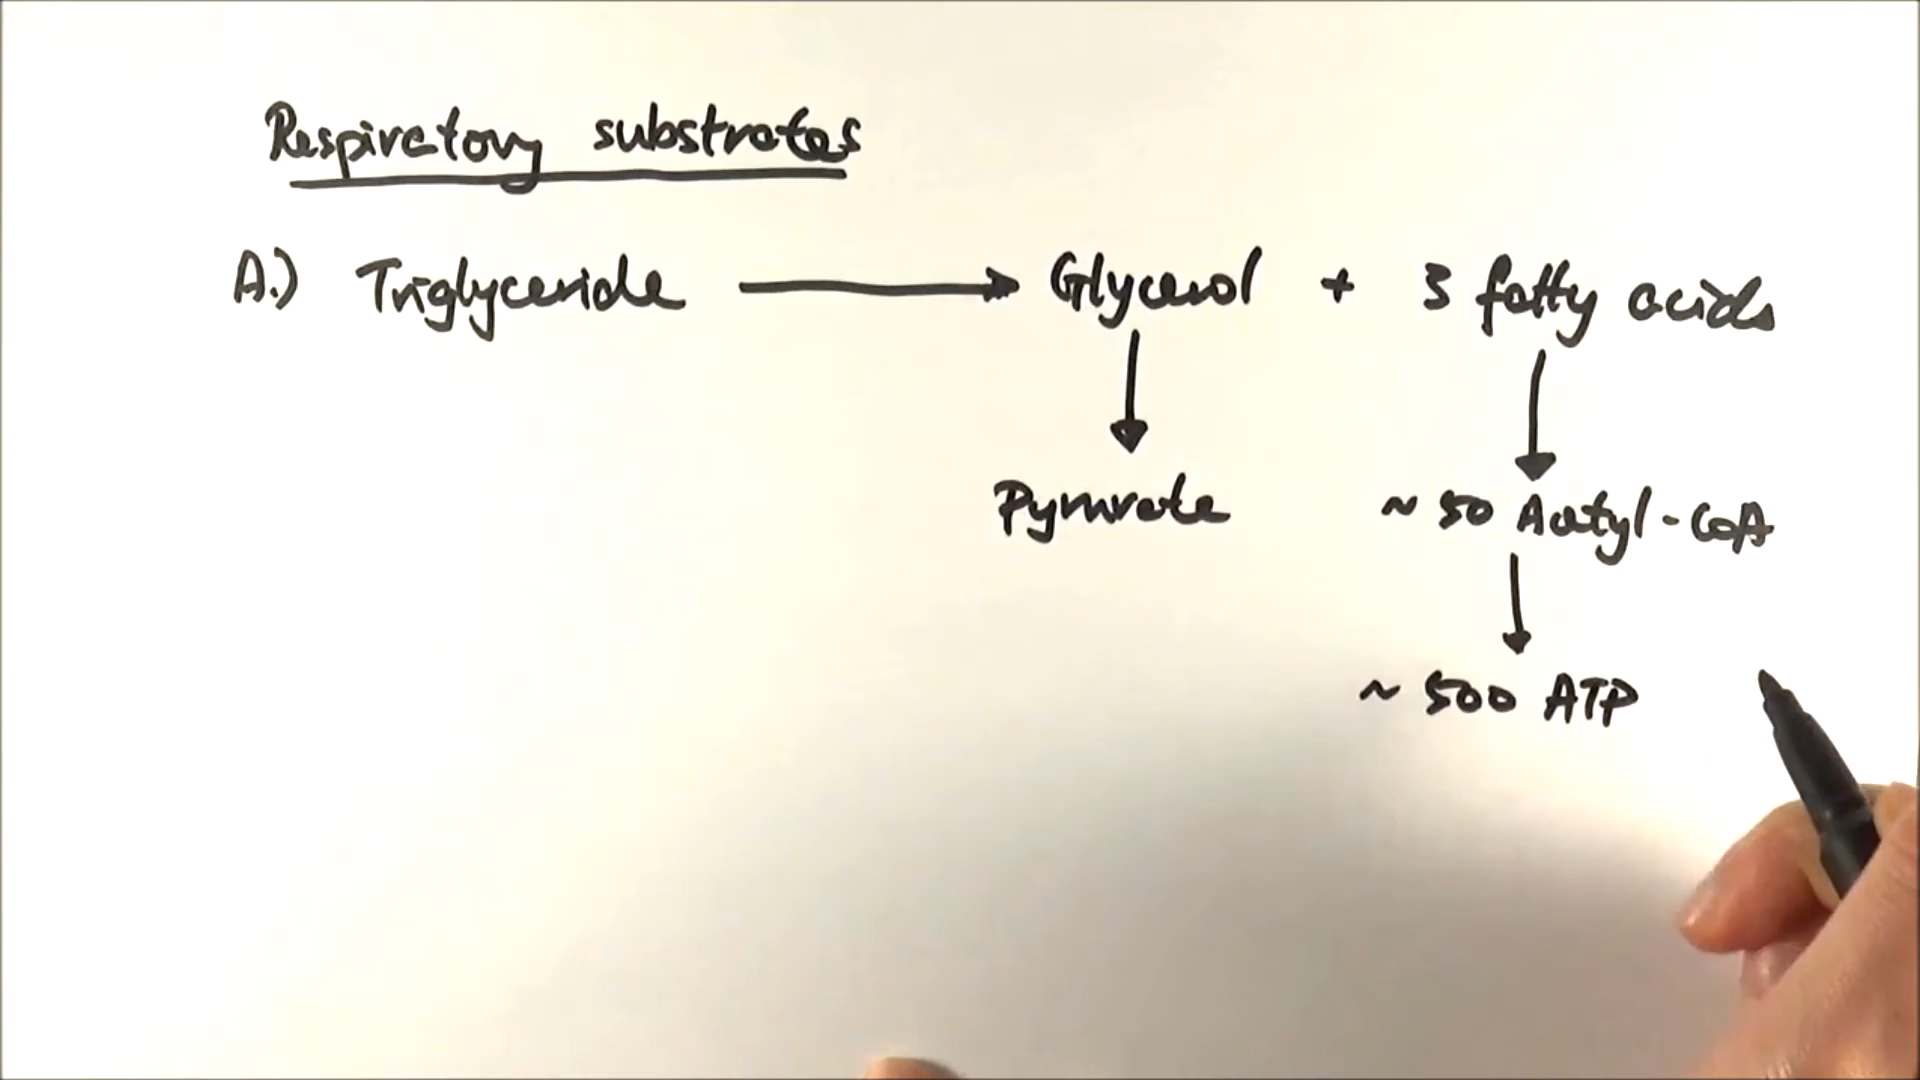 Respiratory substrates
A.) Triglyceride → Glycerol + 3 fatty acids
Pyruvate ~ 50 Acetyl-CoA
~ 500 ATP